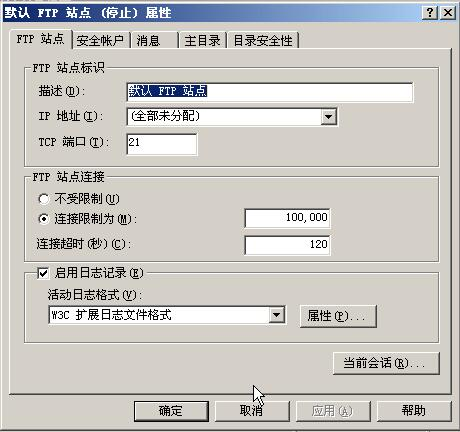 默认 FTP 站点 (停止) 属性
FTP 站点 安全帐户 消息 主目录 目录安全性
FTP 站点标识
描述(D): 默认 FTP 站点
IP 地址(I): (全部未分配)
TCP 端口(T): 21
FTP 站点连接
不受限制(U)
连接限制为(M): 100,000
连接超时(秒)(C): 120
启用日志记录(E)
活动日志格式(V):
W3C 扩展日志文件格式 属性(P)...
当前会话(R)...
确定 取消 应用(A) 帮助